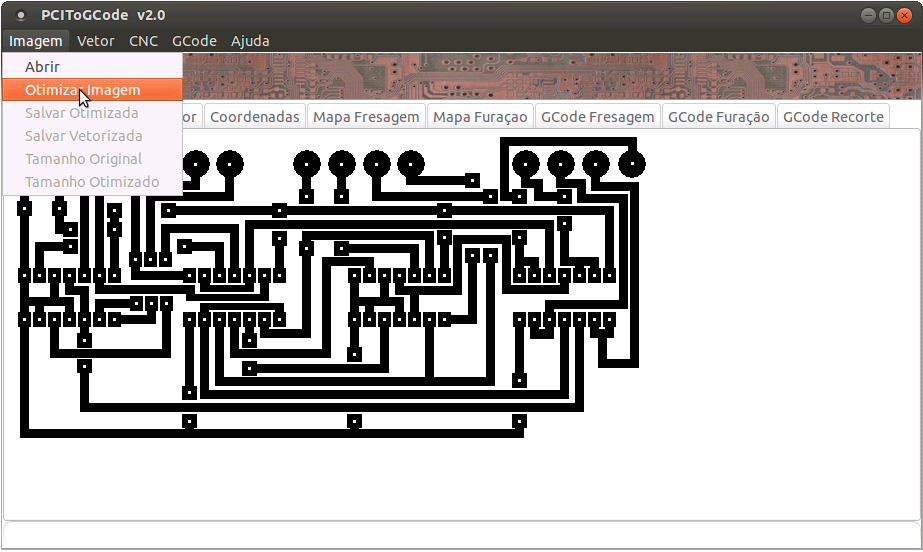 PCIToGCode v2.0
Imagem Vetor CNC GCode Ajuda
Abrir
Otimizar Imagem
Salvar Otimizada
or Coordenadas Mapa Fresagem Mapa Furaçao GCode Fresagem GCode Furação GCode Recorte
Salvar Vetorizada
Tamanho Original
Tamanho Otimizado